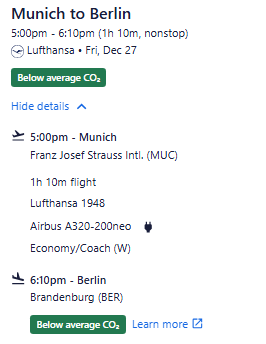 Munich to Berlin
5:00pm - 6:10pm (1h 10m, nonstop)
Lufthansa • Fri, Dec 27
Below average CO₂
Hide details
5:00pm - Munich
Franz Josef Strauss Intl. (MUC)
1h 10m flight
Lufthansa 1948
Airbus A320-200neo
Economy/Coach (W)
6:10pm - Berlin
Brandenburg (BER)
Below average CO₂ Learn more